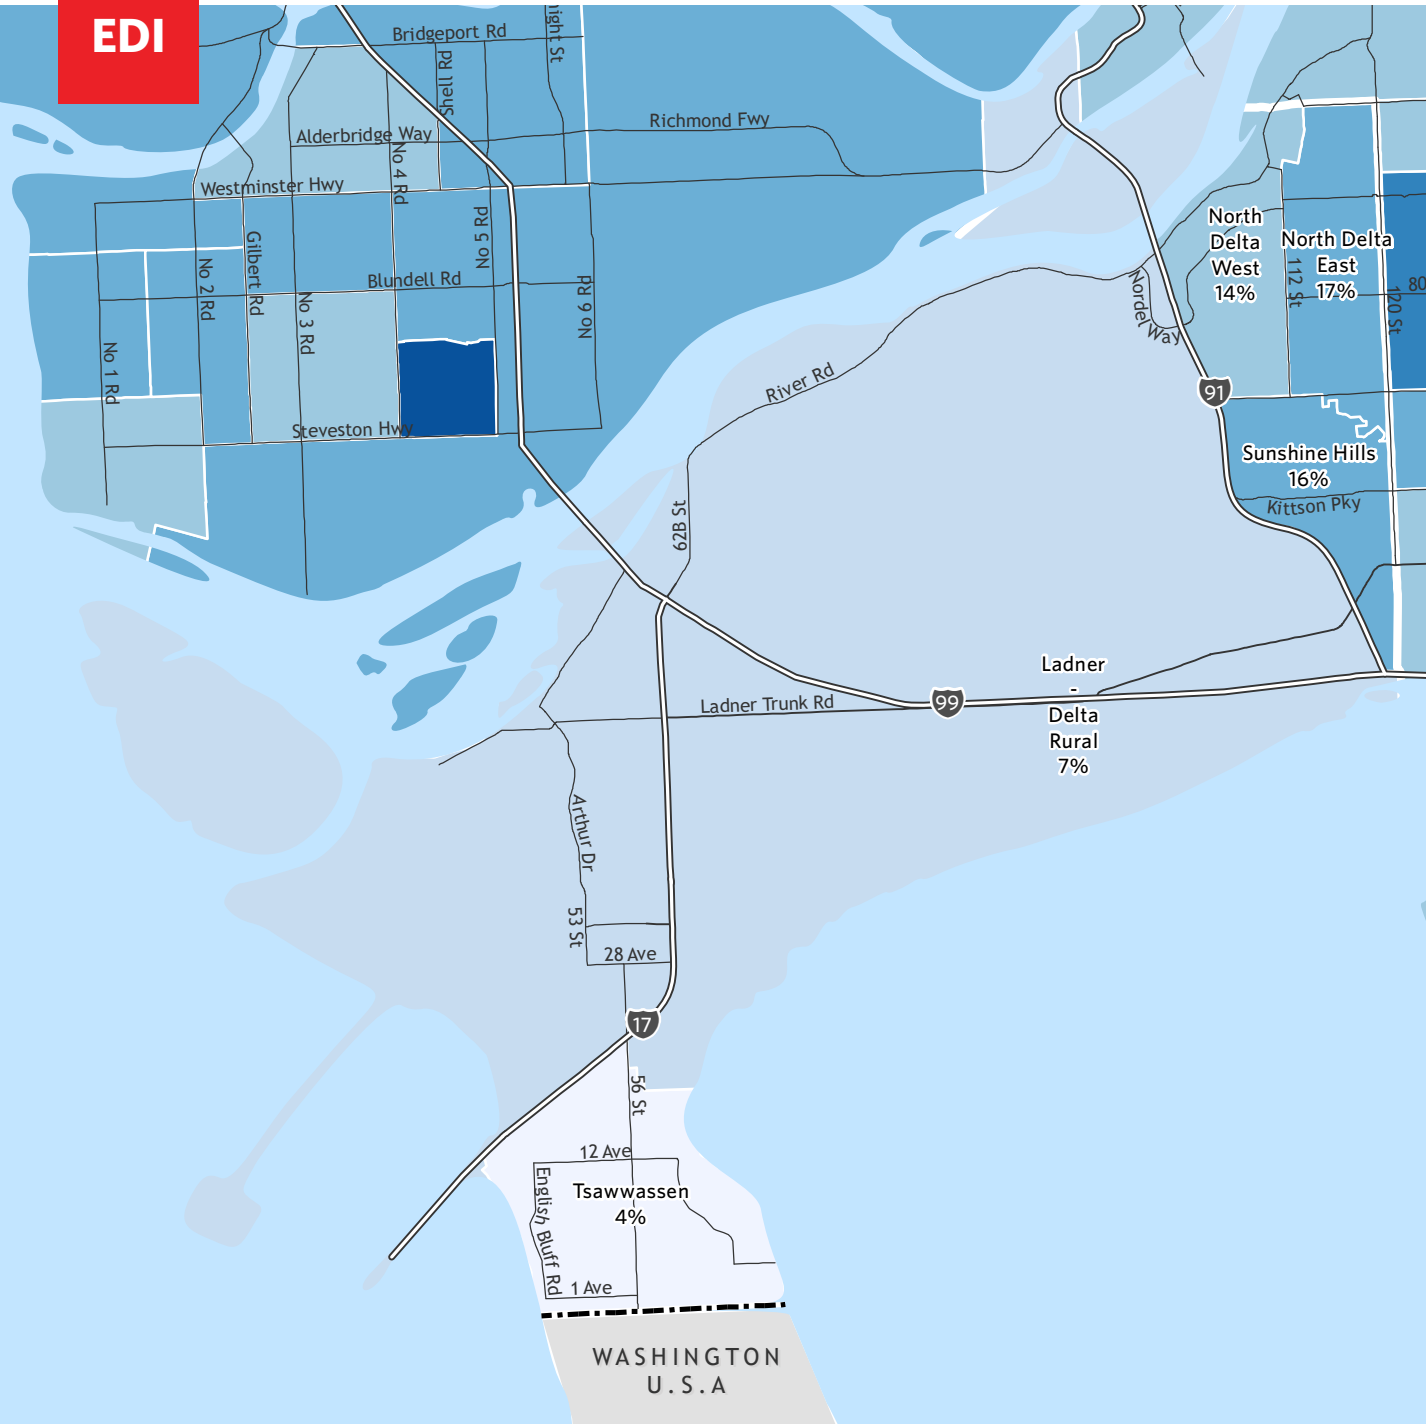 EDI
Bridgeport Rd
Shell Rd
Alderbridge Way
No 4 Rd
Richmond Fwy
Westminster Hwy
No 5 Rd
Gilbert Rd
No 2 Rd
Blundell Rd
No 3 Rd
No 6 Rd
No 1 Rd
Steveston Hwy
North
Delta
West
14%
North Delta
East
17%
112 St
120 St
80
Nordel Way
River Rd
91
Sunshine Hills
16%
Kittson Pky
62B St
Ladner
-
Delta
Rural
7%
99
Ladner Trunk Rd
Arthur Dr
53 St
28 Ave
17
56 St
12 Ave
English Bluff Rd
Tsawwassen
4%
1 Ave
WASHINGTON
U.S.A